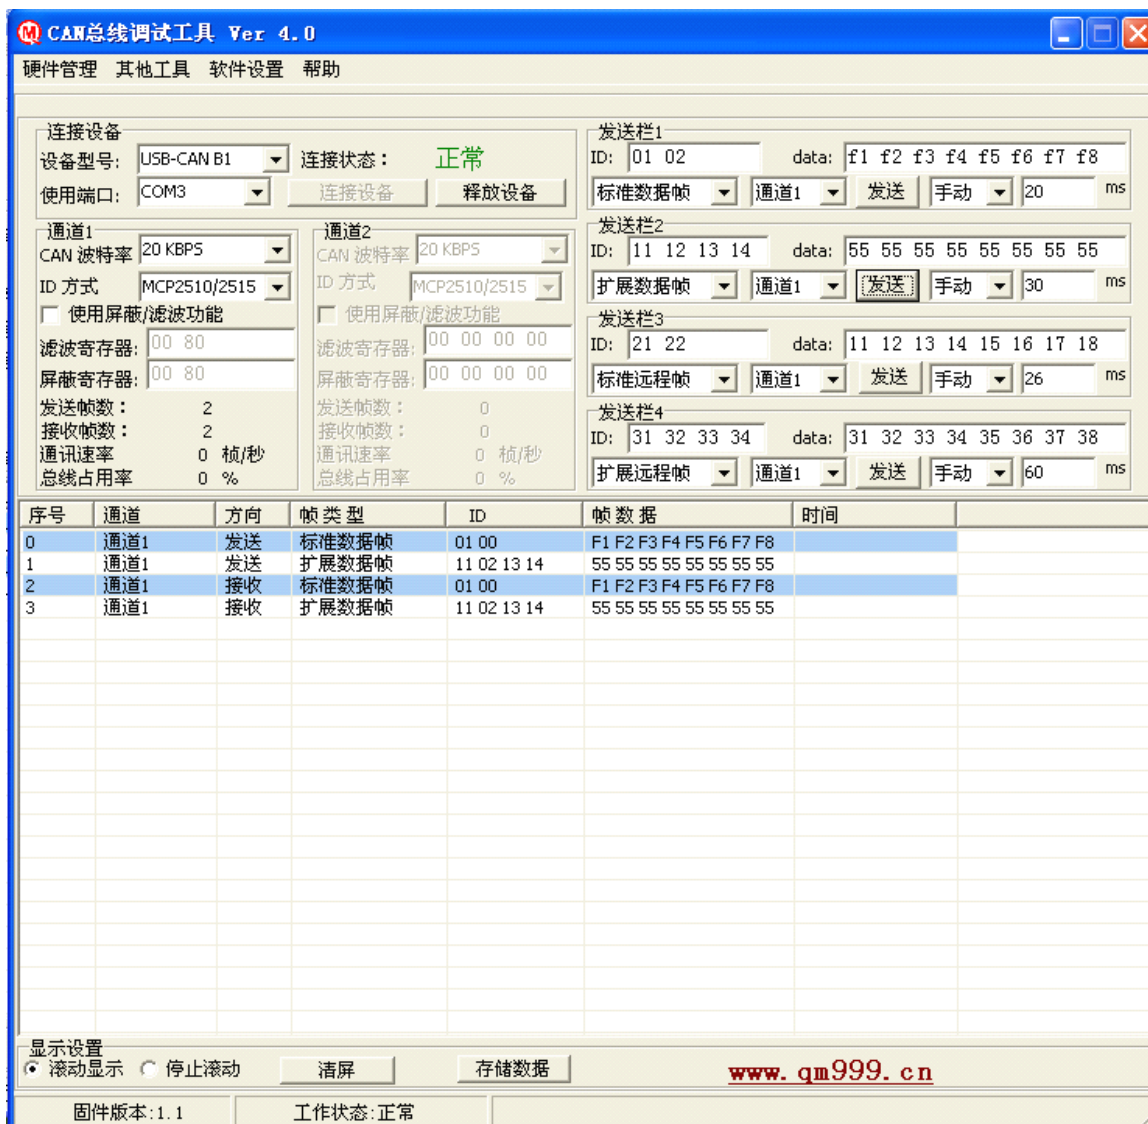 CAN总线调试工具 Ver 4.0
硬件管理 其他工具 软件设置 帮助
连接设备
设备型号: USB-CAN B1 连接状态： 正常
使用端口: COM3 连接设备 释放设备
通道1
CAN 波特率 20 KBPS
ID 方式 MCP2510/2515
使用屏蔽/滤波功能
滤波寄存器: 00 80
屏蔽寄存器: 00 80
发送帧数： 2
接收帧数： 2
通讯速率 0 桢/秒
总线占用率 0 %
通道2
CAN 波特率 20 KBPS
ID 方式 MCP2510/2515
使用屏蔽/滤波功能
滤波寄存器: 00 00 00 00
屏蔽寄存器: 00 00 00 00
发送帧数： 0
接收帧数： 0
通讯速率 0 桢/秒
总线占用率 0 %
发送栏1
ID: 01 02 data: f1 f2 f3 f4 f5 f6 f7 f8
标准数据帧 通道1 发送 手动 20 ms
发送栏2
ID: 11 12 13 14 data: 55 55 55 55 55 55 55 55
扩展数据帧 通道1 发送 手动 30 ms
发送栏3
ID: 21 22 data: 11 12 13 14 15 16 17 18
标准远程帧 通道1 发送 手动 26 ms
发送栏4
ID: 31 32 33 34 data: 31 32 33 34 35 36 37 38
扩展远程帧 通道1 发送 手动 60 ms
序号 通道 方向 帧类型 ID 帧数据 时间
0 通道1 发送 标准数据帧 01 00 F1 F2 F3 F4 F5 F6 F7 F8
1 通道1 发送 扩展数据帧 11 02 13 14 55 55 55 55 55 55 55 55
2 通道1 接收 标准数据帧 01 00 F1 F2 F3 F4 F5 F6 F7 F8
3 通道1 接收 扩展数据帧 11 02 13 14 55 55 55 55 55 55 55 55
显示设置
滚动显示 停止滚动 清屏 存储数据 www.qm999.cn
固件版本:1.1 工作状态:正常